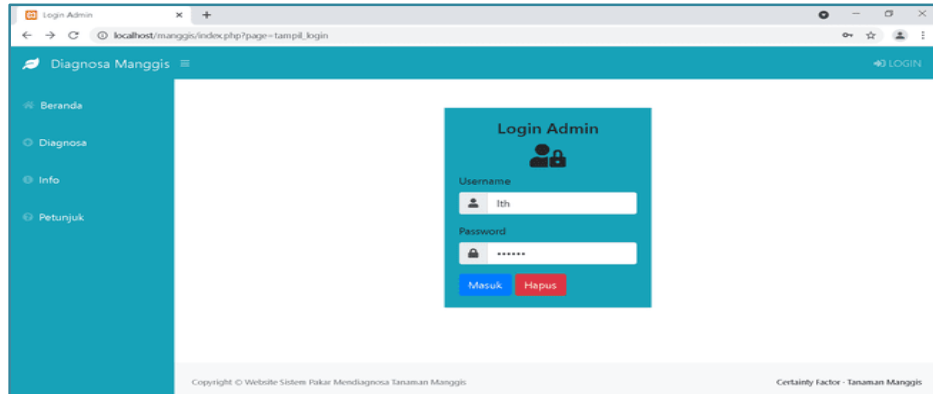 Login Admin
localhost/manggis/index.php?page=tampil_login
Diagnosa Manggis
LOGIN
Beranda
Diagnosa
Info
Petunjuk
Login Admin
Username
lth
Password
••••••
Masuk Hapus
Copyright © Website Sistem Pakar Mendiagnosa Tanaman Manggis
Certainty Factor - Tanaman Manggis